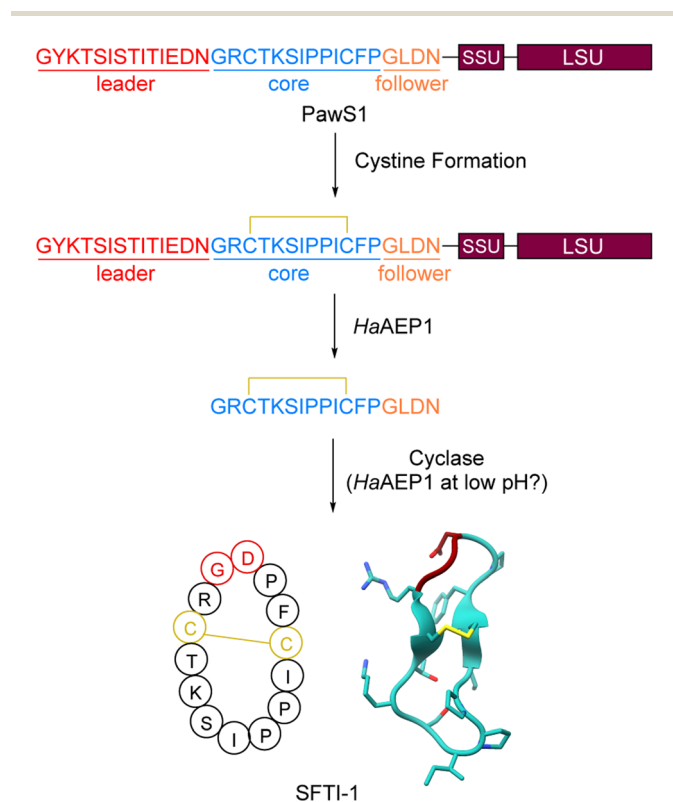 GYKTSISTITIEDNGRCTKSIPPICFPGLDN SSU LSU
leader core follower
PawS1
Cystine Formation
GYKTSISTITIEDNGRCTKSIPPICFPGLDN SSU LSU
leader core follower
HaAEP1
GRCTKSIPPICFPGLDN
Cyclase
(HaAEP1 at low pH?)
G D
P
R F
C C
T I
K P
S I P
SFTI-1